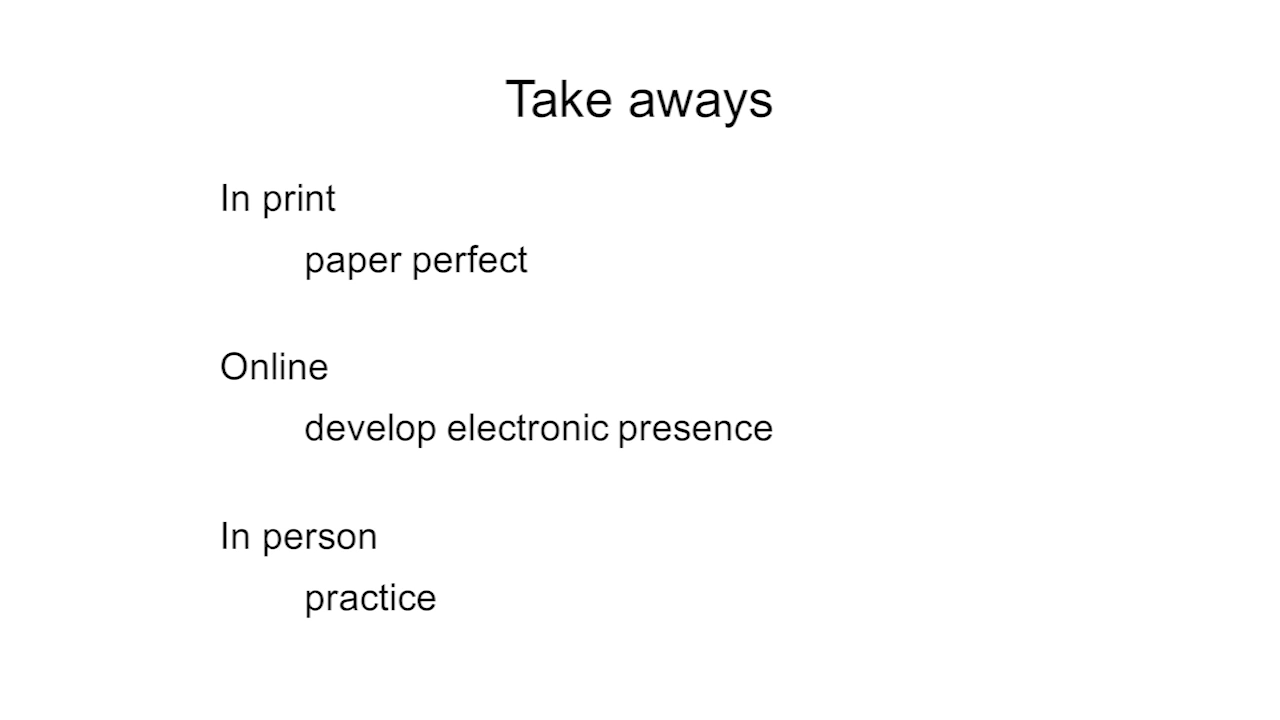 Take aways
In print
paper perfect
Online
develop electronic presence
In person
practice